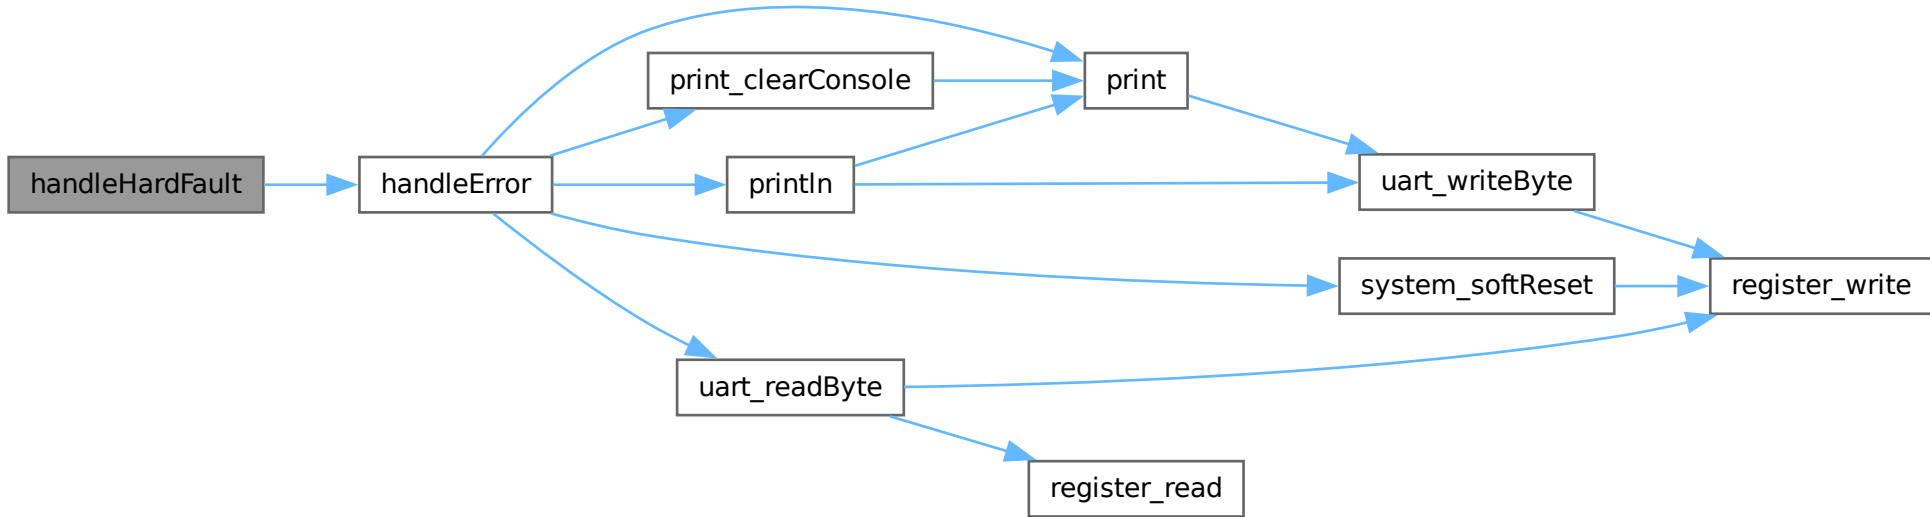 handleHardFault
handleError
print_clearConsole
println
print
uart_writeByte
system_softReset
register_write
uart_readByte
register_read